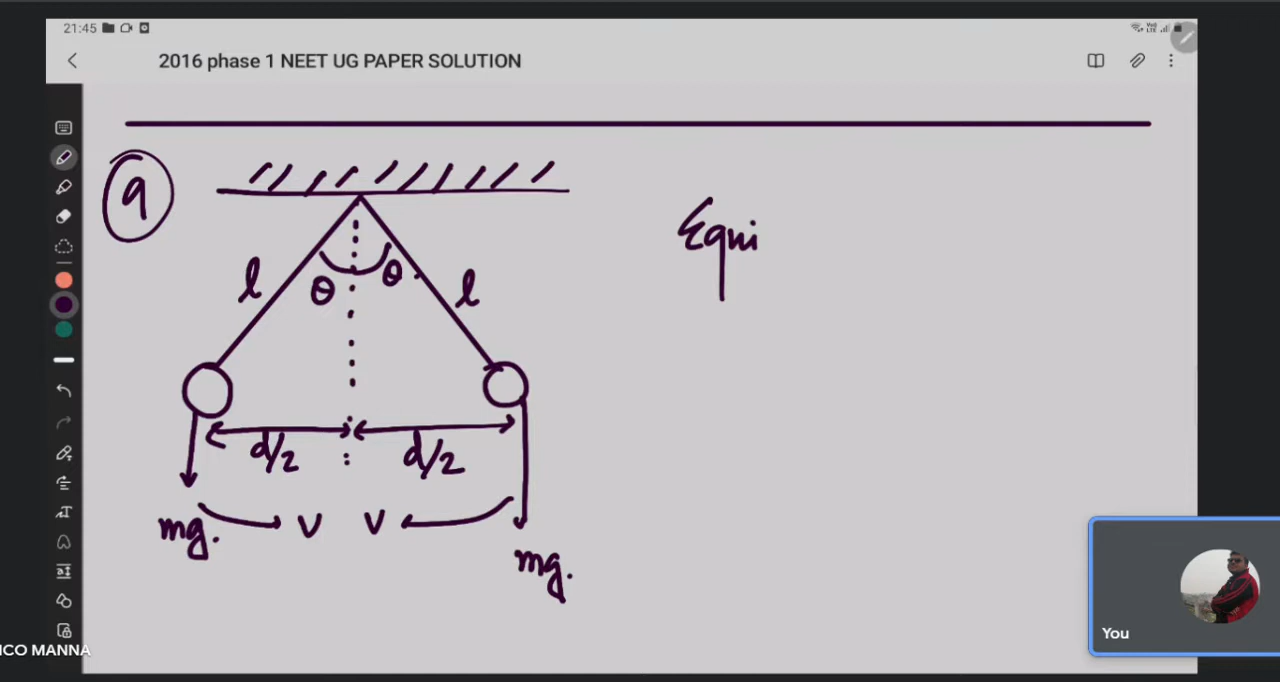 21:45
2016 phase 1 NEET UG PAPER SOLUTION
9
Equi
l
θ
θ
l
d/2
d/2
mg.
v
v
mg.
You
ICO MANNA